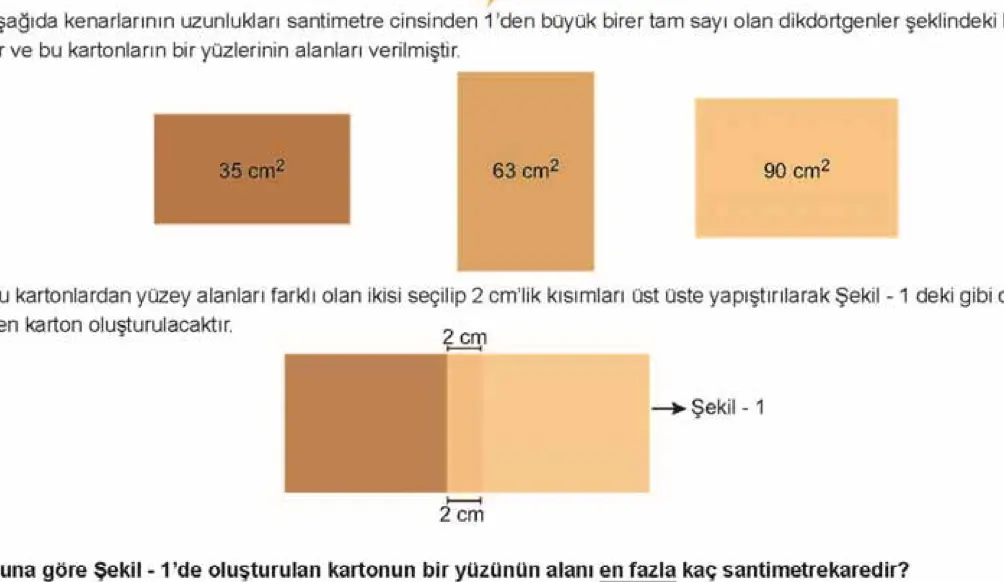 kenarlarının uzunlukları santimetre cinsinden 1'den büyük birer tam sayı olan dikdörtgenler şeklindeki
ve bu kartonların bir yüzlerinin alanları verilmiştir.
35 cm²
63 cm²
90 cm²
kartonlardan yüzey alanları farklı olan ikisi seçilip 2 cm'lik kısımları üst üste yapıştırılarak Şekil - 1 deki gibi
karton oluşturulacaktır.
2 cm
Şekil - 1
2 cm
göre Şekil - 1'de oluşturulan kartonun bir yüzünün alanı en fazla kaç santimetrekaredir?